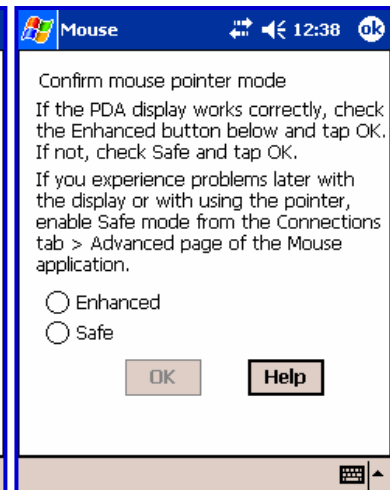 Mouse 12:38 ok
Confirm mouse pointer mode
If the PDA display works correctly, check
the Enhanced button below and tap OK.
If not, check Safe and tap OK.
If you experience problems later with
the display or with using the pointer,
enable Safe mode from the Connections
tab > Advanced page of the Mouse
application.
Enhanced
Safe
OK Help